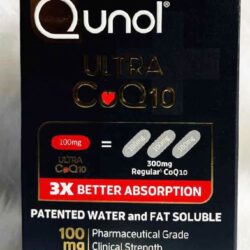 Qunol
ULTRA
CoQ10
100mg
=
ULTRA
CoQ10
300mg
Regular† CoQ10
3X BETTER ABSORPTION
PATENTED WATER and FAT SOLUBLE
100 mg
Pharmaceutical Grade
Clinical Strength